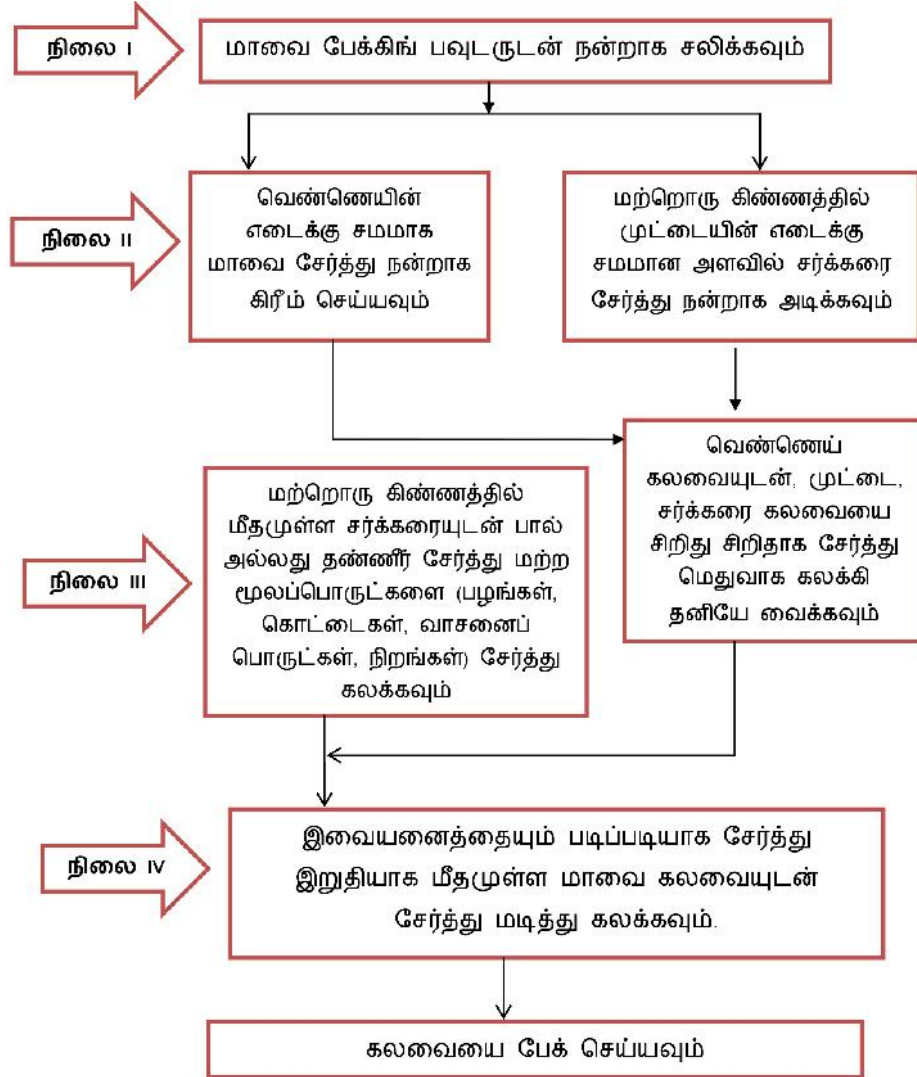 நிலை I
மாவை பேக்கிங் பவுடருடன் நன்றாக சலிக்கவும்
நிலை II
வெண்ணெயின்
எடைக்கு சமமாக
மாவை சேர்த்து நன்றாக
கிரீம் செய்யவும்
மற்றொரு கிண்ணத்தில்
முட்டையின் எடைக்கு
சமமான அளவில் சர்க்கரை
சேர்த்து நன்றாக அடிக்கவும்
வெண்ணெய்
கலவையுடன், முட்டை,
சர்க்கரை கலவையை
சிறிது சிறிதாக சேர்த்து
மெதுவாக கலக்கி
தனியே வைக்கவும்
நிலை III
மற்றொரு கிண்ணத்தில்
மீதமுள்ள சர்க்கரையுடன் பால்
அல்லது தண்ணீர் சேர்த்து மற்ற
மூலப்பொருட்களை (பழங்கள்,
கொட்டைகள், வாசனைப்
பொருட்கள், நிறங்கள்) சேர்த்து
கலக்கவும்
நிலை IV
இவையனைத்தையும் படிப்படியாக சேர்த்து
இறுதியாக மீதமுள்ள மாவை கலவையுடன்
சேர்த்து மடித்து கலக்கவும்.
கலவையை பேக் செய்யவும்